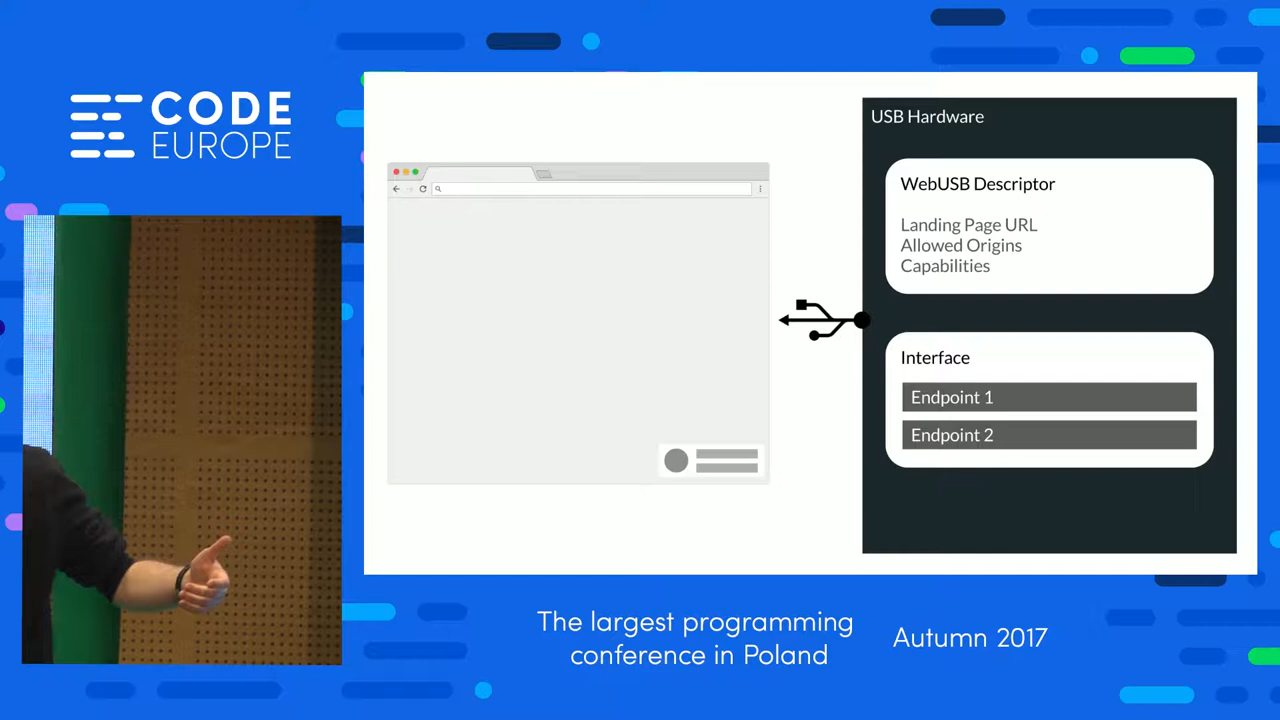 CODE
EUROPE
USB Hardware
WebUSB Descriptor
Landing Page URL
Allowed Origins
Capabilities
Interface
Endpoint 1
Endpoint 2
The largest programming
conference in Poland
Autumn 2017